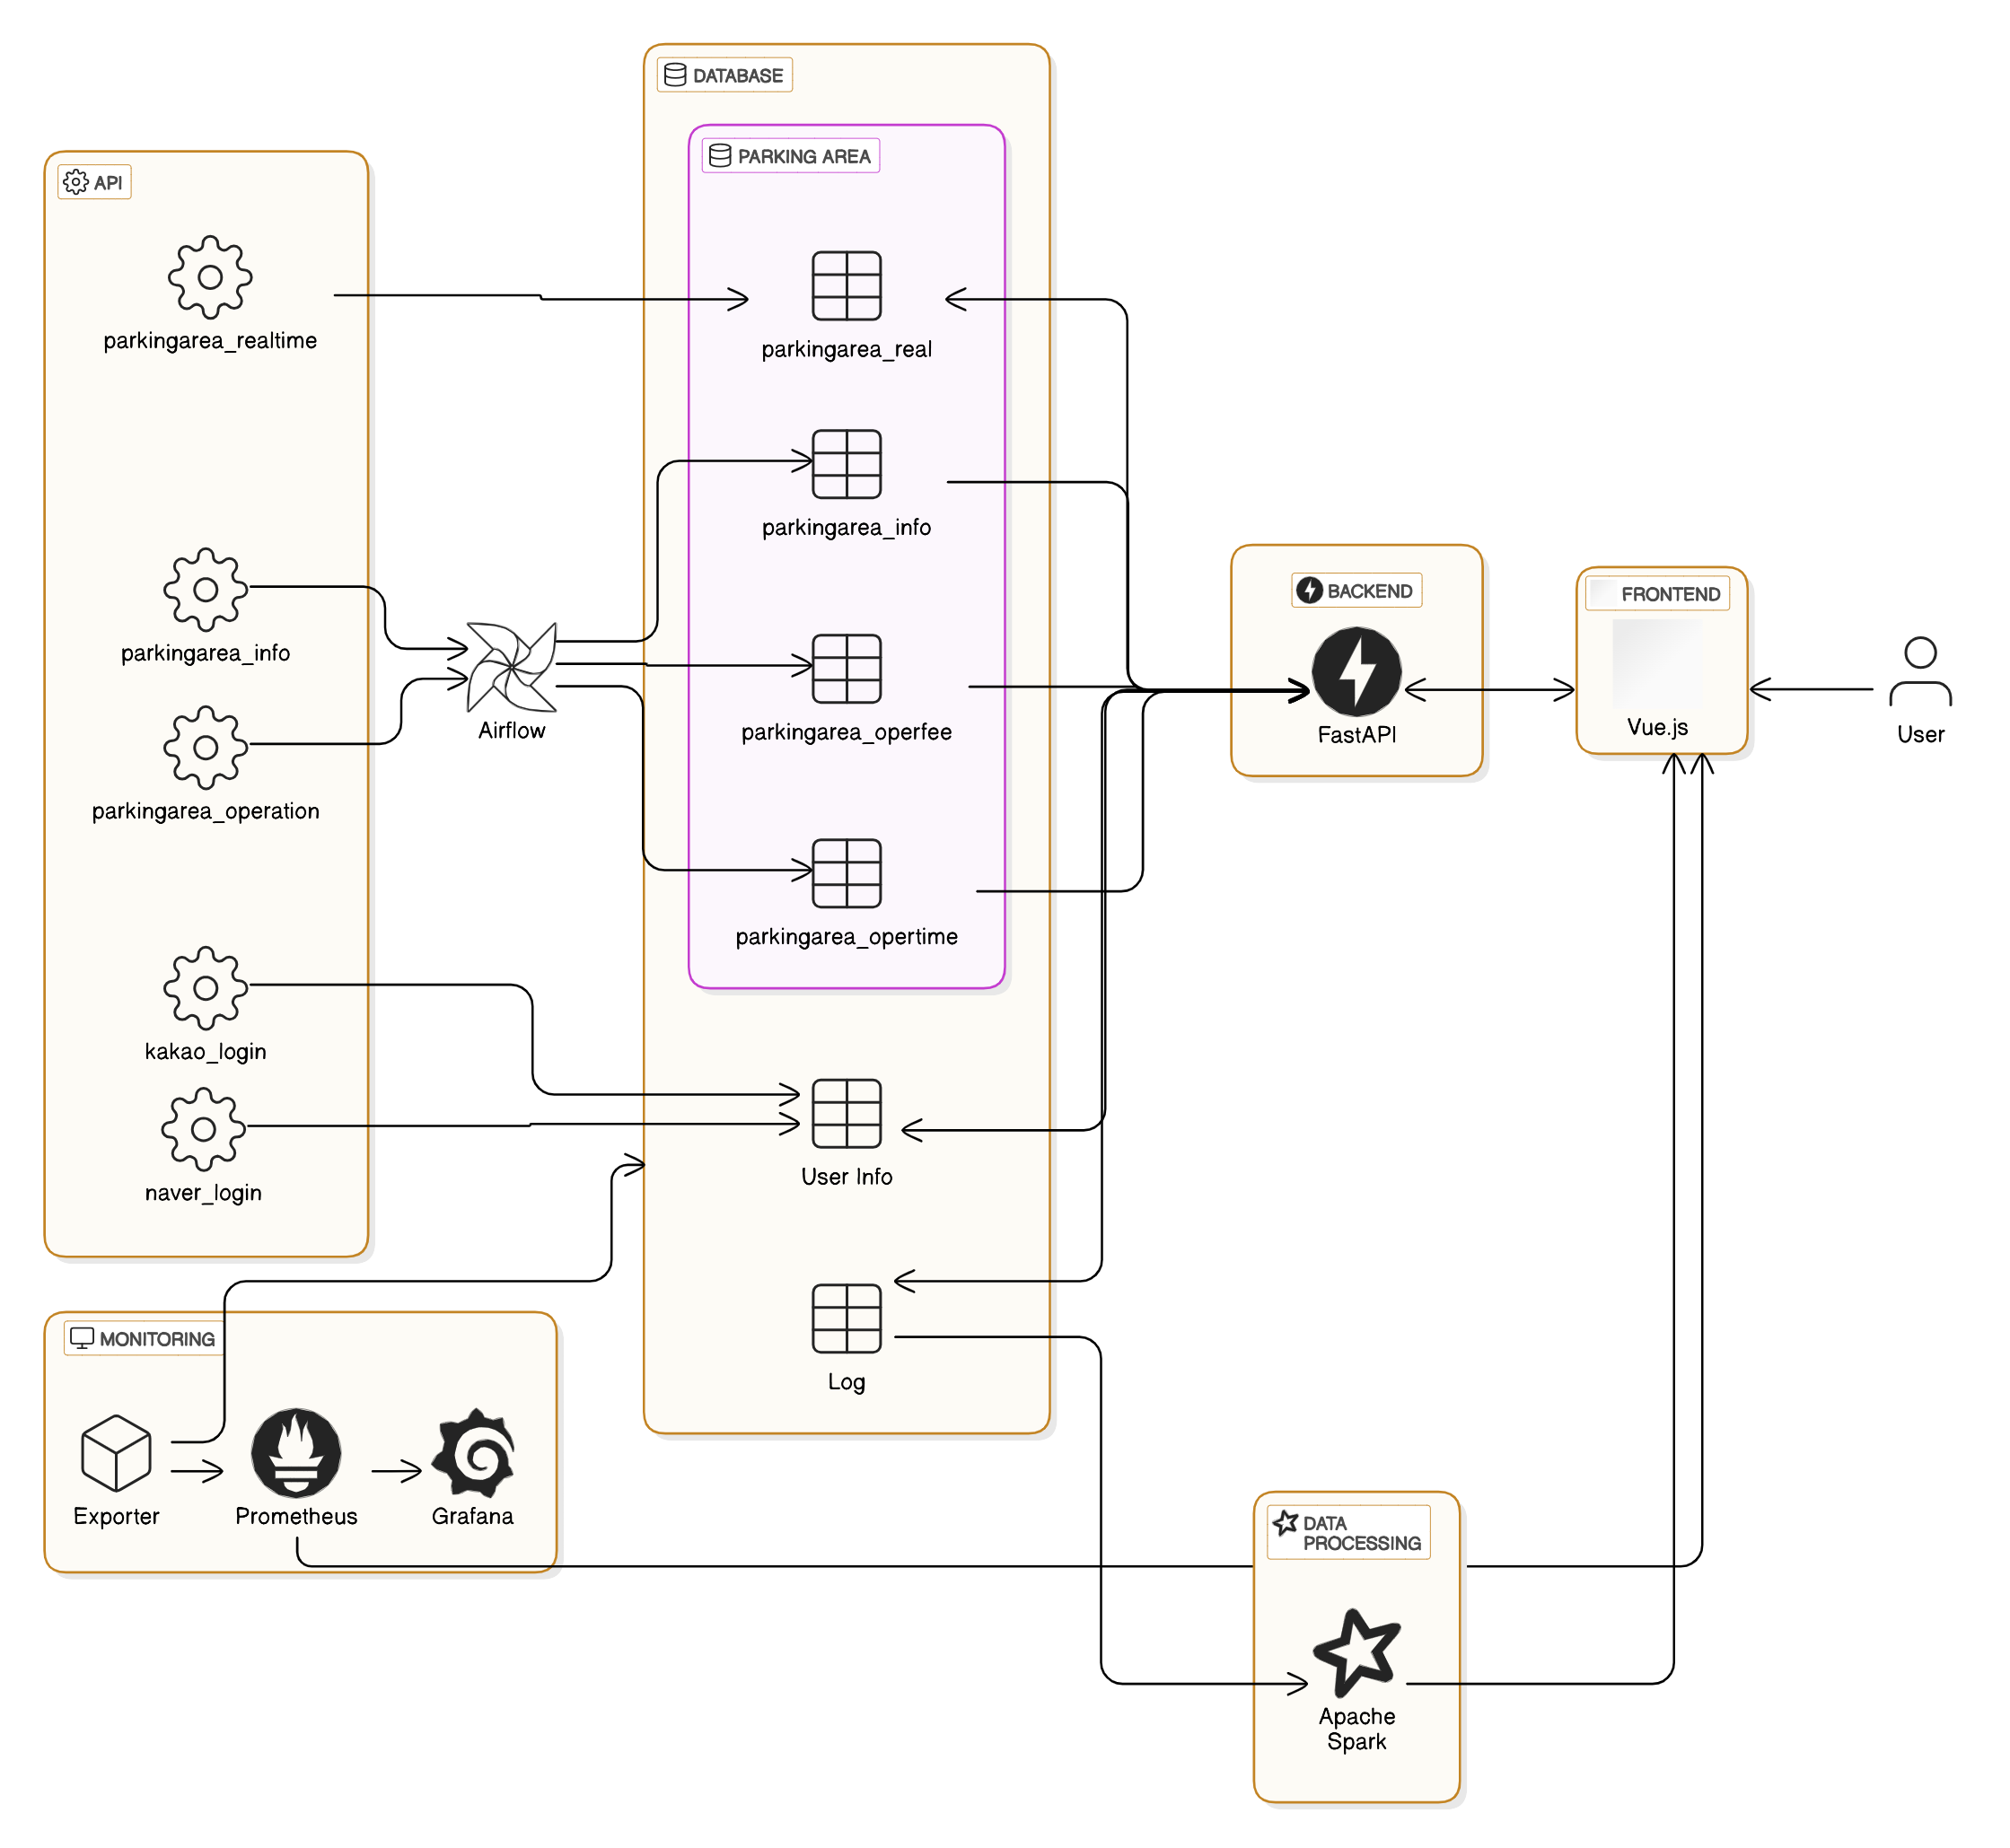 DATABASE
PARKING AREA
API
parkingarea_realtime
parkingarea_real
parkingarea_info
parkingarea_info
parkingarea_operation
Airflow
parkingarea_operfee
parkingarea_opertime
BACKEND
FastAPI
FRONTEND
Vue.js
User
kakao_login
naver_login
User Info
Log
MONITORING
Exporter
Prometheus
Grafana
DATA
PROCESSING
Apache
Spark